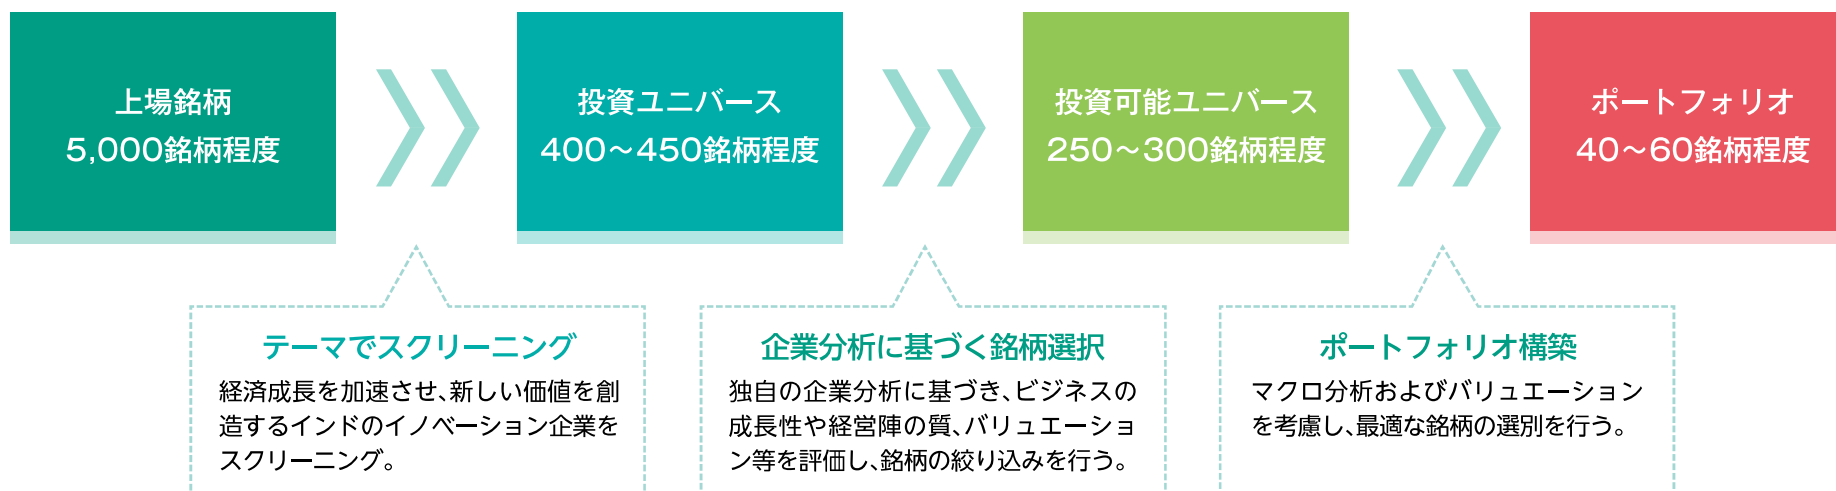 上場銘柄
5,000銘柄程度
投資ユニバース
400～450銘柄程度
投資可能ユニバース
250～300銘柄程度
ポートフォリオ
40～60銘柄程度
テーマでスクリーニング
経済成長を加速させ、新しい価値を創
造するインドのイノベーション企業を
スクリーニング。
企業分析に基づく銘柄選択
独自の企業分析に基づき、ビジネスの
成長性や経営陣の質、バリュエーショ
ン等を評価し、銘柄の絞り込みを行う。
ポートフォリオ構築
マクロ分析およびバリュエーション
を考慮し、最適な銘柄の選別を行う。